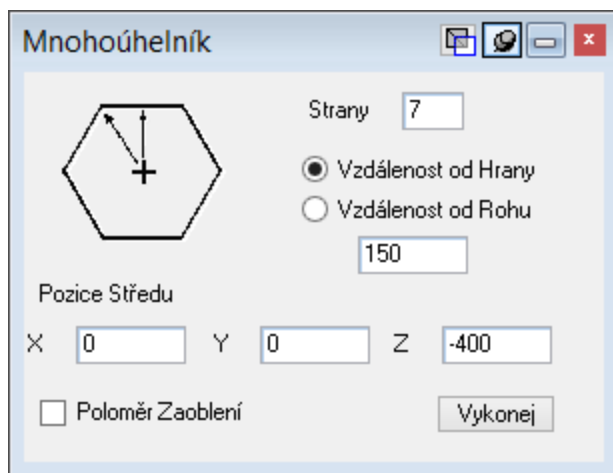 Mnohoúhelník
Strany 7
Vzdálenost od Hrany
Vzdálenost od Rohu
150
Pozice Středu
X 0 Y 0 Z -400
Poloměr Zaoblení Vykonej